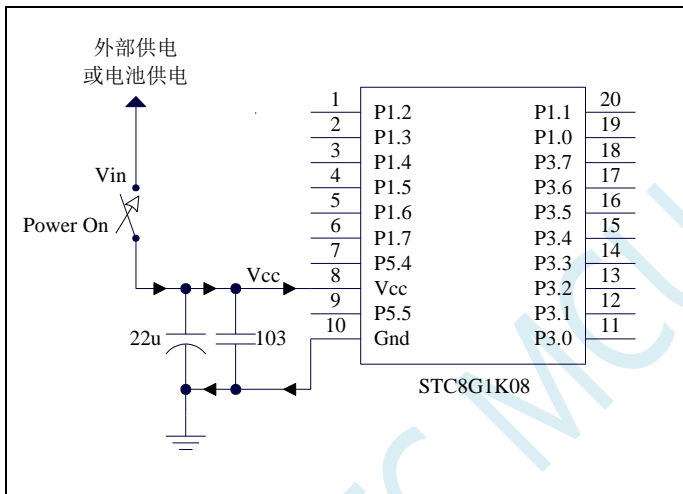 外部供电
或电池供电
Vin
Power On
Vcc
22u
103
1 P1.2 P1.1 20
2 P1.3 P1.0 19
3 P1.4 P3.7 18
4 P1.5 P3.6 17
5 P1.6 P3.5 16
6 P1.7 P3.4 15
7 P5.4 P3.3 14
8 Vcc P3.2 13
9 P5.5 P3.1 12
10 Gnd P3.0 11
STC8G1K08
MCU